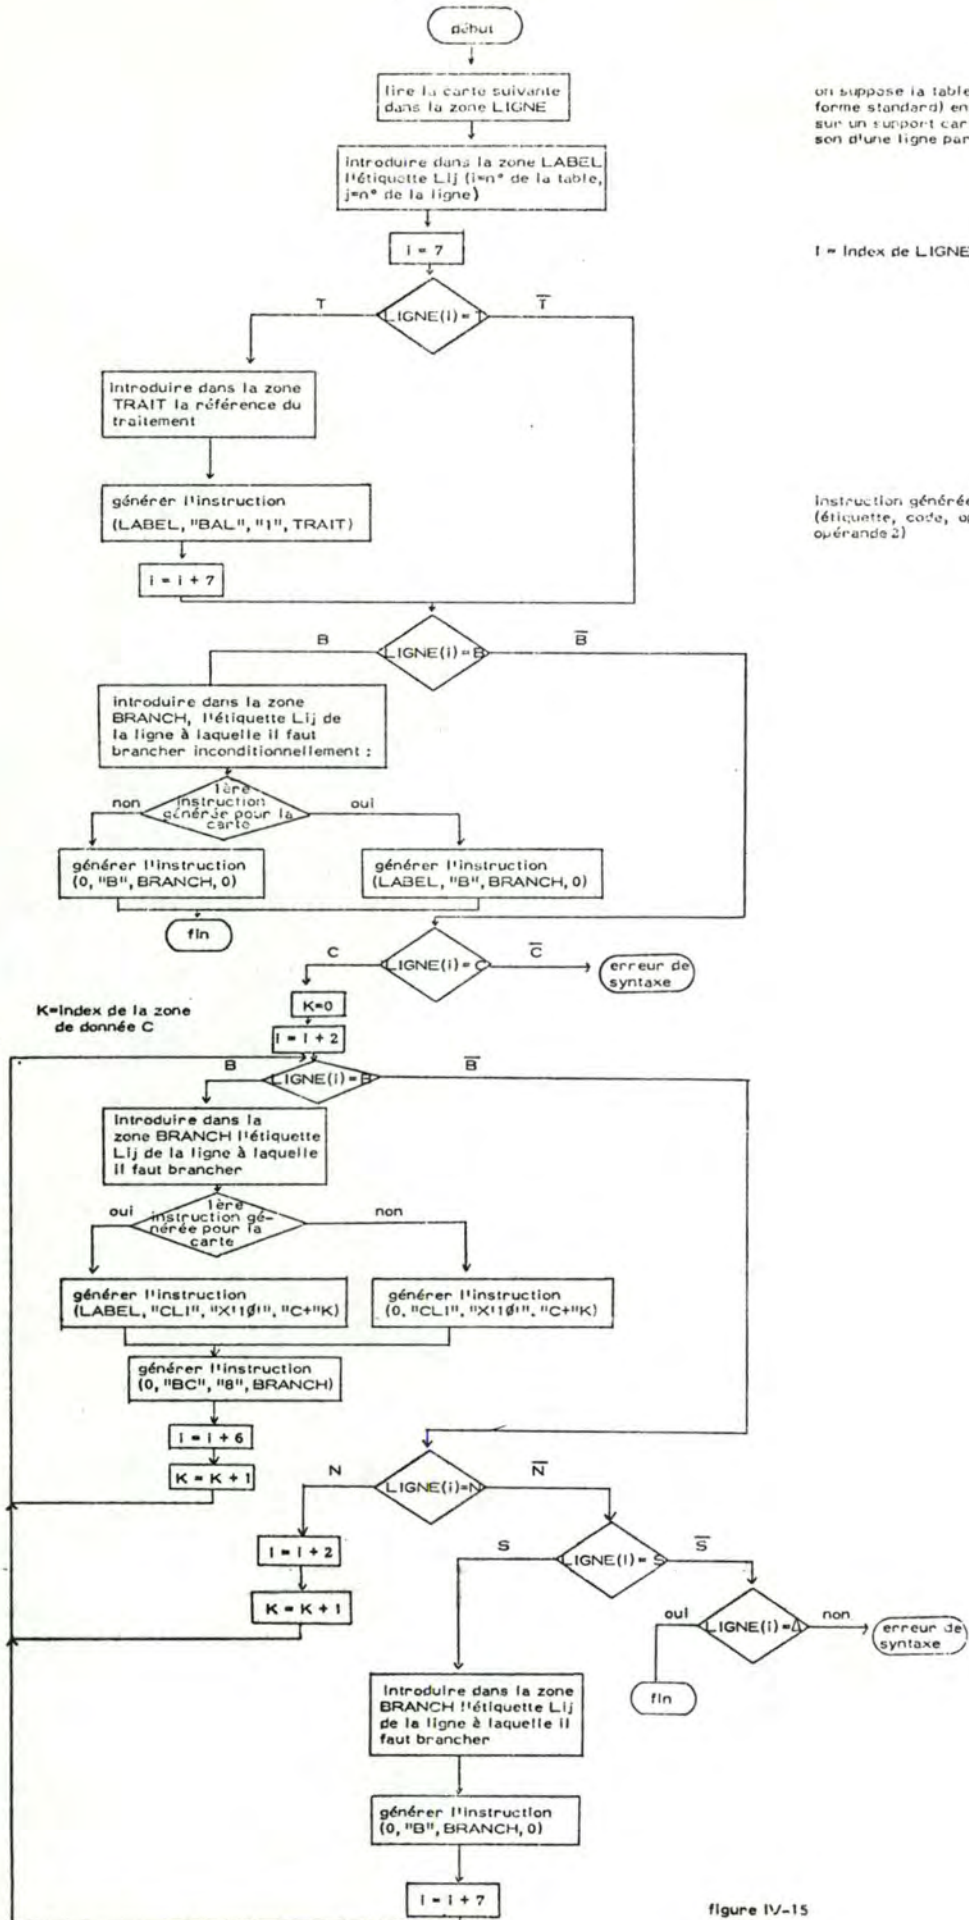 début
lire la carte suivante
dans la zone LIGNE
on suppose la table
forme standard) en
sur un support car
son d'une ligne par
introduire dans la zone LABEL
l'étiquette Lij (i=n° de la table,
j=n° de la ligne)
i = 7
I = Index de LIGNE
T
LIGNE(i)=T
T̅
Introduire dans la zone
TRAIT la référence du
traitement
générer l'instruction
(LABEL, "BAL", "1", TRAIT)
Instruction générée
(étiquette, code, op
opérande 2)
i = i + 7
B
LIGNE(i)=B
B̅
introduire dans la zone
BRANCH, l'étiquette Lij de
la ligne à laquelle il faut
brancher inconditionnellement :
non
1ère
instruction
générée pour la
carte
oui
générer l'instruction
(0, "B", BRANCH, 0)
générer l'instruction
(LABEL, "B", BRANCH, 0)
fin
C
LIGNE(i)=C
C̅
erreur de
syntaxe
K=0
K=Index de la zone
de donnée C
I = I + 2
B
LIGNE(i)=B
B̅
Introduire dans la
zone BRANCH l'étiquette
Lij de la ligne à laquelle
il faut brancher
oui
1ère
instruction gé-
nérée pour la
carte
non
générer l'instruction
(LABEL, "CLI", "X'1Ø'", "C+"K)
générer l'instruction
(0, "CLI", "X'1Ø'", "C+"K)
générer l'instruction
(0, "BC", "8", BRANCH)
i = i + 6
K = K + 1
N
LIGNE(i)=N
N̅
I = I + 2
K = K + 1
S
LIGNE(I)= S
S̅
oui
LIGNE(i)=Δ
non
erreur de
syntaxe
fin
Introduire dans la zone
BRANCH l'étiquette Lij
de la ligne à laquelle il
faut brancher
générer l'instruction
(0, "B", BRANCH, 0)
I = I + 7
figure IV-15